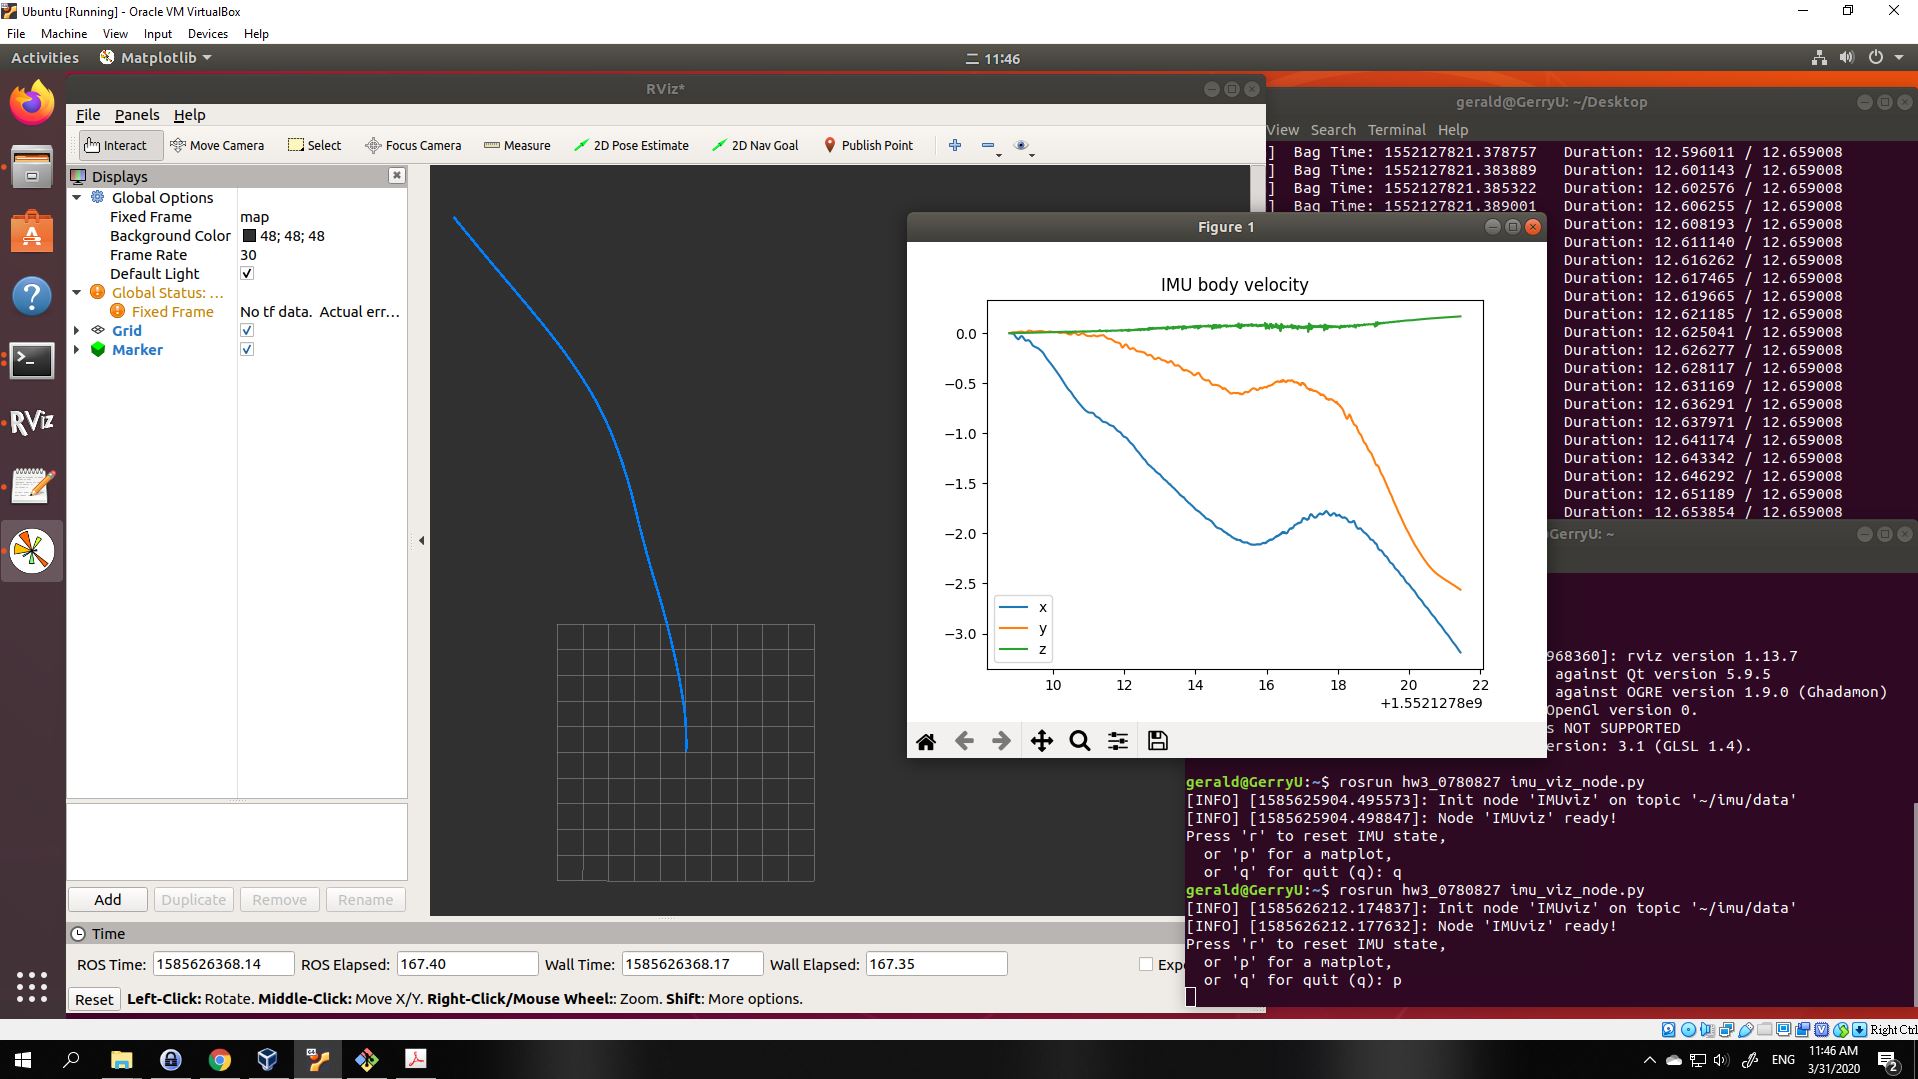 Ubuntu [Running] - Oracle VM VirtualBox
File Machine View Input Devices Help
Activities Matplotlib 二 11:46
RViz*
File Panels Help
Interact Move Camera Select Focus Camera Measure 2D Pose Estimate 2D Nav Goal Publish Point
Displays
Global Options
Fixed Frame map
Background Color 48; 48; 48
Frame Rate 30
Default Light
Global Status: ...
Fixed Frame No tf data. Actual err...
Grid
Marker
Add Duplicate Remove Rename
Time
ROS Time: 1585626368.14 ROS Elapsed: 167.40 Wall Time: 1585626368.17 Wall Elapsed: 167.35
Reset Left-Click: Rotate. Middle-Click: Move X/Y. Right-Click/Mouse Wheel:: Zoom. Shift: More options.
RViz
gerald@GerryU: ~/Desktop
View Search Terminal Help
] Bag Time: 1552127821.378757 Duration: 12.596011 / 12.659008
] Bag Time: 1552127821.383889 Duration: 12.601143 / 12.659008
] Bag Time: 1552127821.385322 Duration: 12.602576 / 12.659008
] Bag Time: 1552127821.389001 Duration: 12.606255 / 12.659008
Duration: 12.608193 / 12.659008
Duration: 12.611140 / 12.659008
Duration: 12.616262 / 12.659008
Duration: 12.617465 / 12.659008
Duration: 12.619665 / 12.659008
Duration: 12.621185 / 12.659008
Duration: 12.625041 / 12.659008
Duration: 12.626277 / 12.659008
Duration: 12.628117 / 12.659008
Duration: 12.631169 / 12.659008
Duration: 12.636291 / 12.659008
Duration: 12.637971 / 12.659008
Duration: 12.641174 / 12.659008
Duration: 12.643342 / 12.659008
Duration: 12.646292 / 12.659008
Duration: 12.651189 / 12.659008
Duration: 12.653854 / 12.659008
Figure 1
IMU body velocity
0.0
−0.5
−1.0
−1.5
−2.0
−2.5
−3.0
x
y
z
10 12 14 16 18 20 22
+1.5521278e9
@GerryU: ~
968360]: rviz version 1.13.7
against Qt version 5.9.5
against OGRE version 1.9.0 (Ghadamon)
OpenGl version 0.
s NOT SUPPORTED
ersion: 3.1 (GLSL 1.4).
gerald@GerryU:~$ rosrun hw3_0780827 imu_viz_node.py
[INFO] [1585625904.495573]: Init node 'IMUviz' on topic '~/imu/data'
[INFO] [1585625904.498847]: Node 'IMUviz' ready!
Press 'r' to reset IMU state,
or 'p' for a matplot,
or 'q' for quit (q): q
gerald@GerryU:~$ rosrun hw3_0780827 imu_viz_node.py
[INFO] [1585626212.174837]: Init node 'IMUviz' on topic '~/imu/data'
[INFO] [1585626212.177632]: Node 'IMUviz' ready!
Press 'r' to reset IMU state,
or 'p' for a matplot,
or 'q' for quit (q): p
Right Ctrl
ENG 11:46 AM
3/31/2020
2